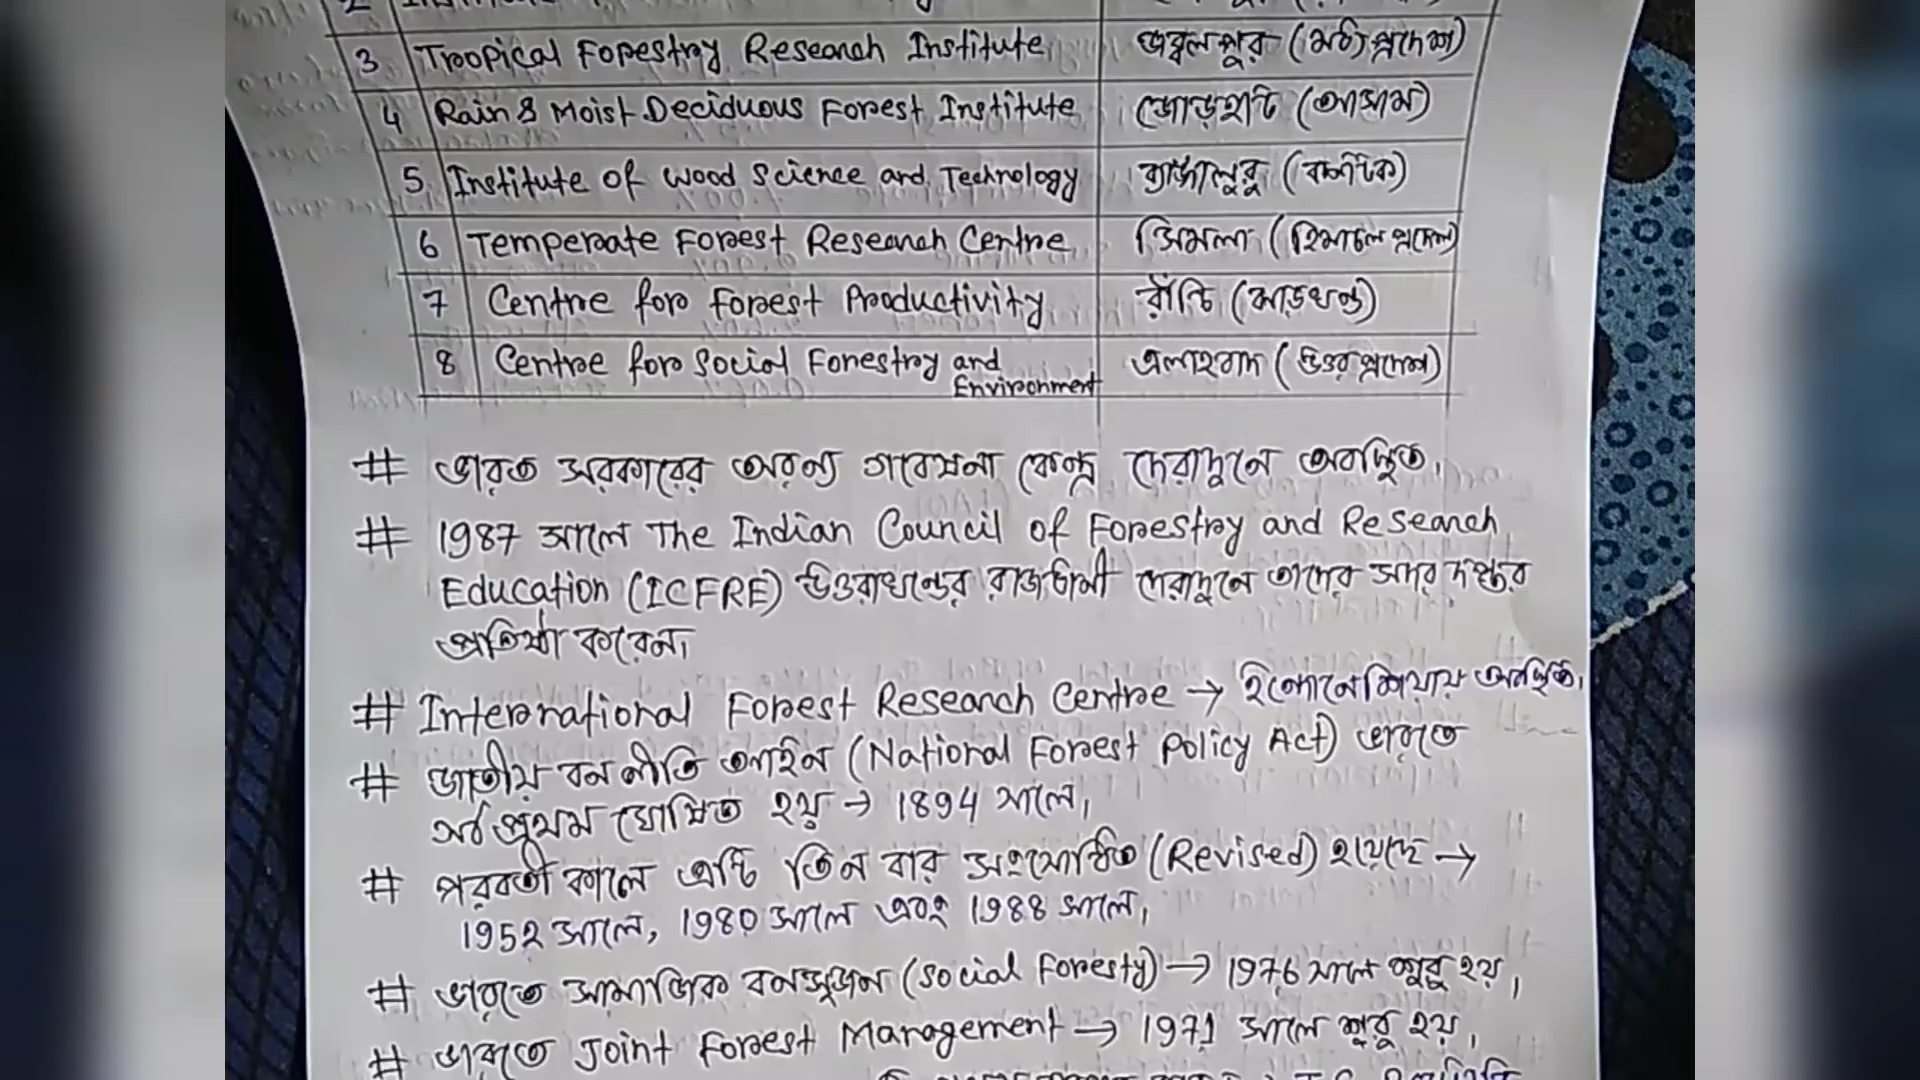 3 Tropical Forestry Research Institute জব্বলপুর (মধ্যপ্রদেশ)
4 Rain & Moist Deciduous Forest Institute জোড়হাট (আসাম)
5 Institute of Wood Science and Technology ব্যাঙ্গালুরু (কর্ণাটক)
6 Temperate Forest Research Centre সিমলা (হিমাচল প্রদেশ)
7 Centre for Forest Productivity রাঁচি (ঝাড়খন্ড)
8 Centre for Social Forestry and Environment এলাহাবাদ (উত্তরপ্রদেশ)
# ভারত সরকারের অরণ্য গবেষনা কেন্দ্র দেরাদুনে অবস্থিত।
# 1987 সালে The Indian Council of Forestry and Research
Education (ICFRE) উত্তরাখন্ডের রাজধানী দেরাদুনে তাদের সদর দপ্তর
প্রতিষ্ঠা করেন।
# International Forest Research Centre → ইন্দোনেশিয়ায় অবস্থিত।
# জাতীয় বন নীতি আইন (National Forest Policy Act) ভারতে
সর্বপ্রথম ঘোষিত হয় → 1894 সালে।
# পরবর্তী কালে এটি তিন বার সংশোধিত (Revised) হয়েছে →
1952 সালে, 1980 সালে এবং 1988 সালে।
# ভারতে সামাজিক বনসৃজন (Social Foresty) → 1976 সালে শুরু হয়।
# ভারতে Joint Forest Management → 1971 সালে শুরু হয়।